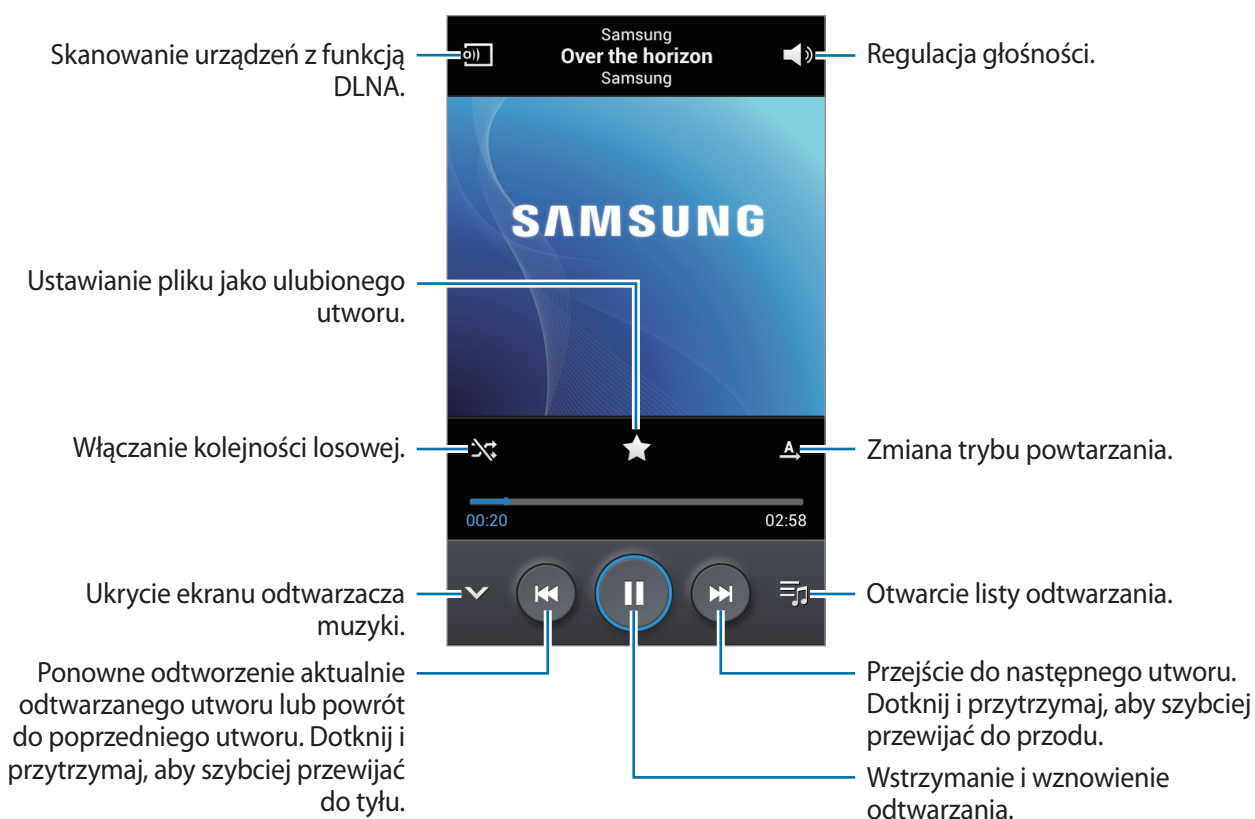 Skanowanie urządzeń z funkcją
DLNA.
Samsung
Over the horizon
Samsung
Regulacja głośności.
SAMSUNG
Ustawianie pliku jako ulubionego
utworu.
Włączanie kolejności losowej.
A
Zmiana trybu powtarzania.
00:20
02:58
Ukrycie ekranu odtwarzacza
muzyki.
Otwarcie listy odtwarzania.
Ponowne odtworzenie aktualnie
odtwarzanego utworu lub powrót
do poprzedniego utworu. Dotknij i
przytrzymaj, aby szybciej przewijać
do tyłu.
Przejście do następnego utworu.
Dotknij i przytrzymaj, aby szybciej
przewijać do przodu.
Wstrzymanie i wznowienie
odtwarzania.